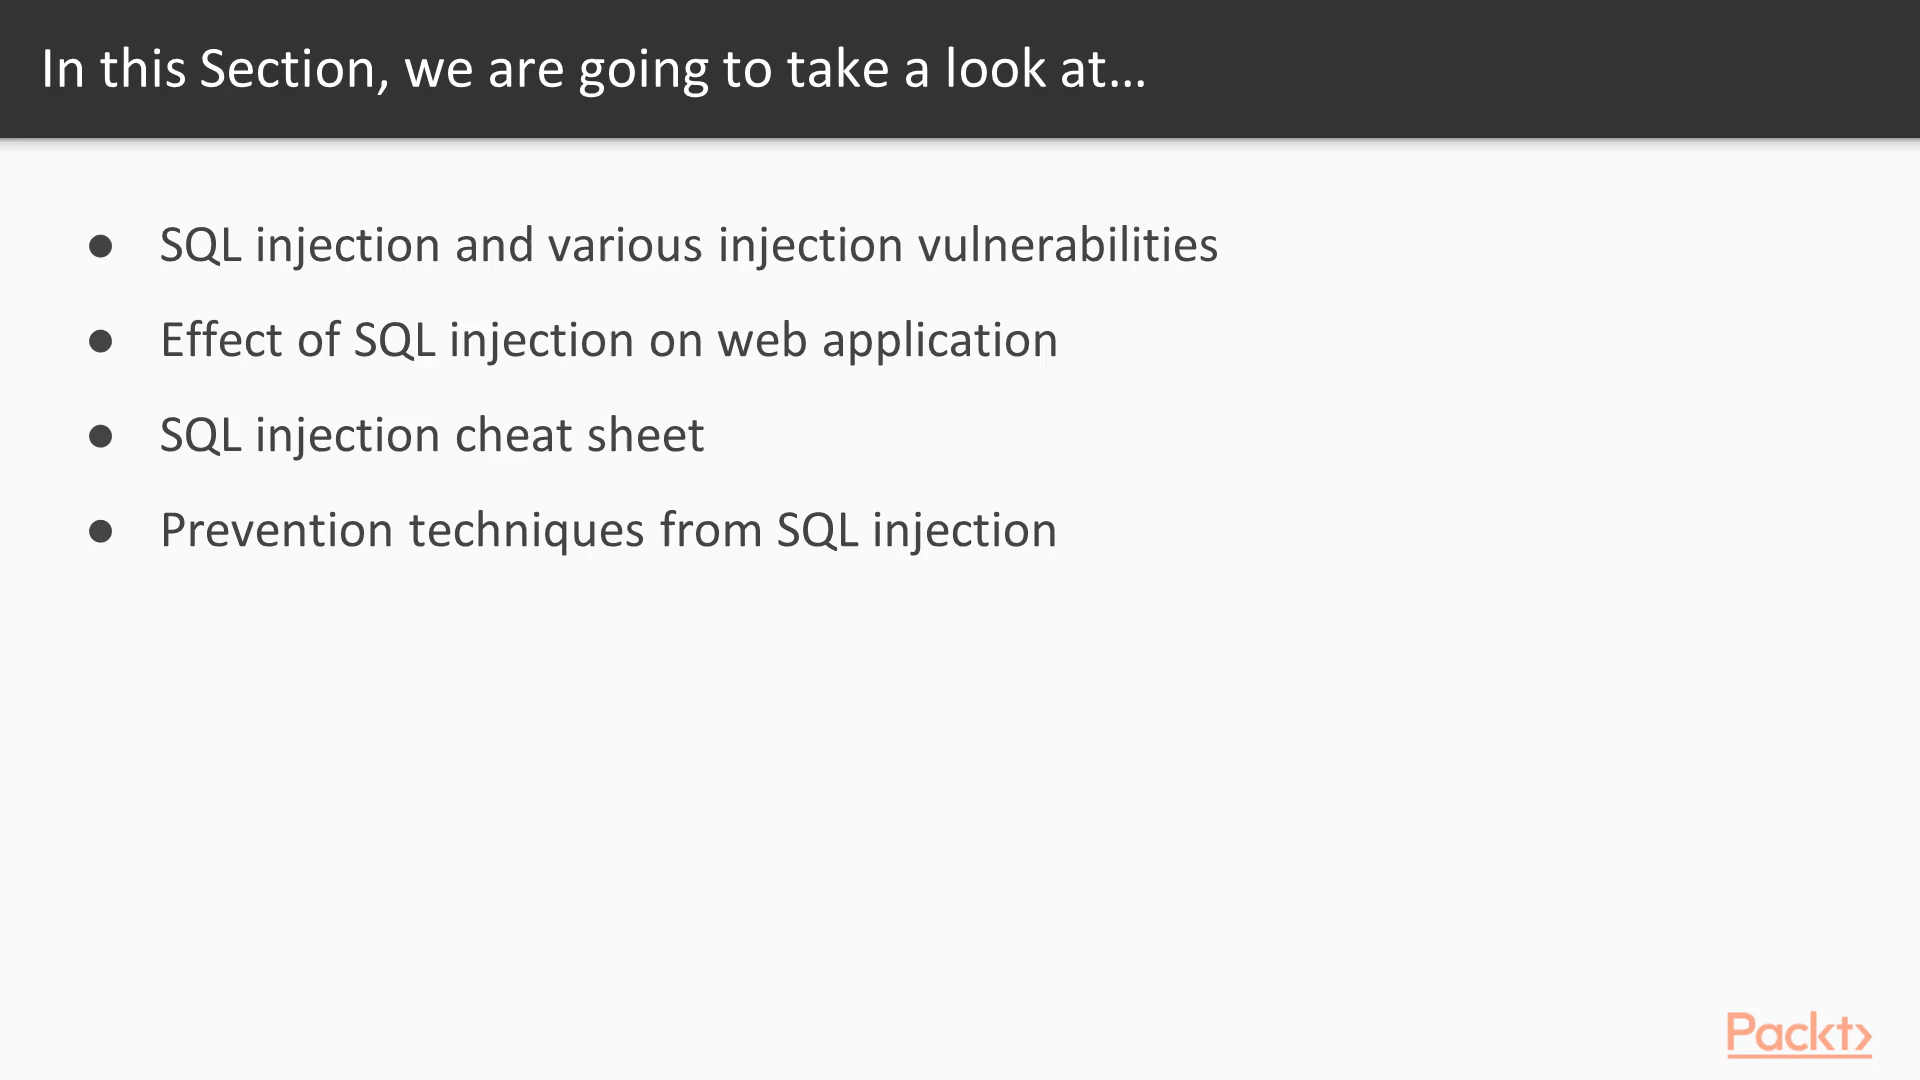 In this Section, we are going to take a look at…
● SQL injection and various injection vulnerabilities
● Effect of SQL injection on web application
● SQL injection cheat sheet
● Prevention techniques from SQL injection
Packt>